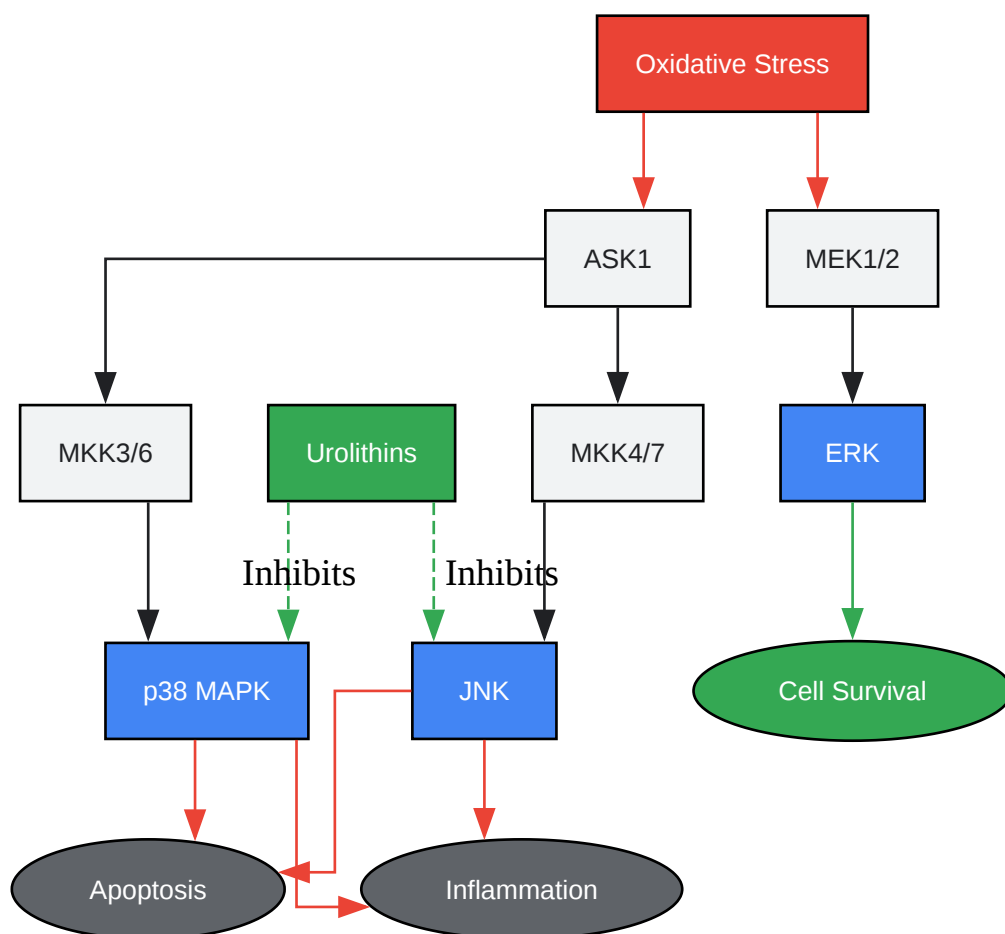 Oxidative Stress
ASK1
MEK1/2
MKK3/6
Urolithins
MKK4/7
ERK
Inhibits
Inhibits
p38 MAPK
JNK
Cell Survival
Apoptosis
Inflammation